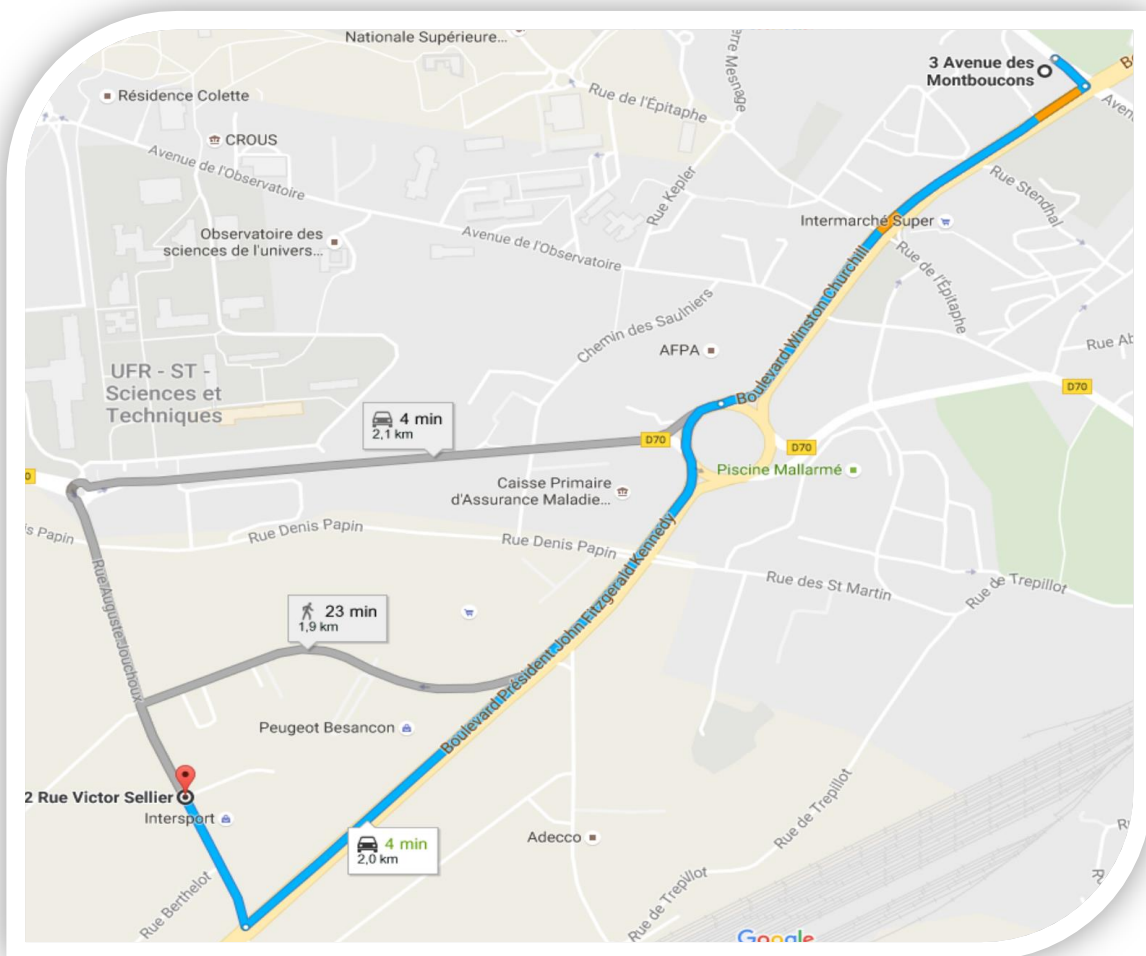 Nationale Supérieure...
Résidence Colette
CROUS
Avenue de l'Observatoire
Rue de l'Épitaphe
3 Avenue des
Montboucons
Rue Stendhal
Rue Kepler
Intermarché Super
Observatoire des
sciences de l'univers...
Avenue de l'Observatoire
Rue de l'Épitaphe
Boulevard Winston Churchill
Chemin des Saulniers
AFPA
UFR - ST -
Sciences et
Techniques
D70
4 min
2,1 km
D70
D70
Piscine Mallarmé
Caisse Primaire
d'Assurance Maladie...
Rue Denis Papin
Rue Denis Papin
Rue des St Martin
Rue de Trepillot
Rue Auguste Jouchoux
23 min
1,9 km
Boulevard Président John Fitzgerald Kennedy
Peugeot Besancon
2 Rue Victor Sellier
Intersport
4 min
2,0 km
Adecco
Rue de Trepillot
Rue Berthelot
Rue de Trepillot
Google